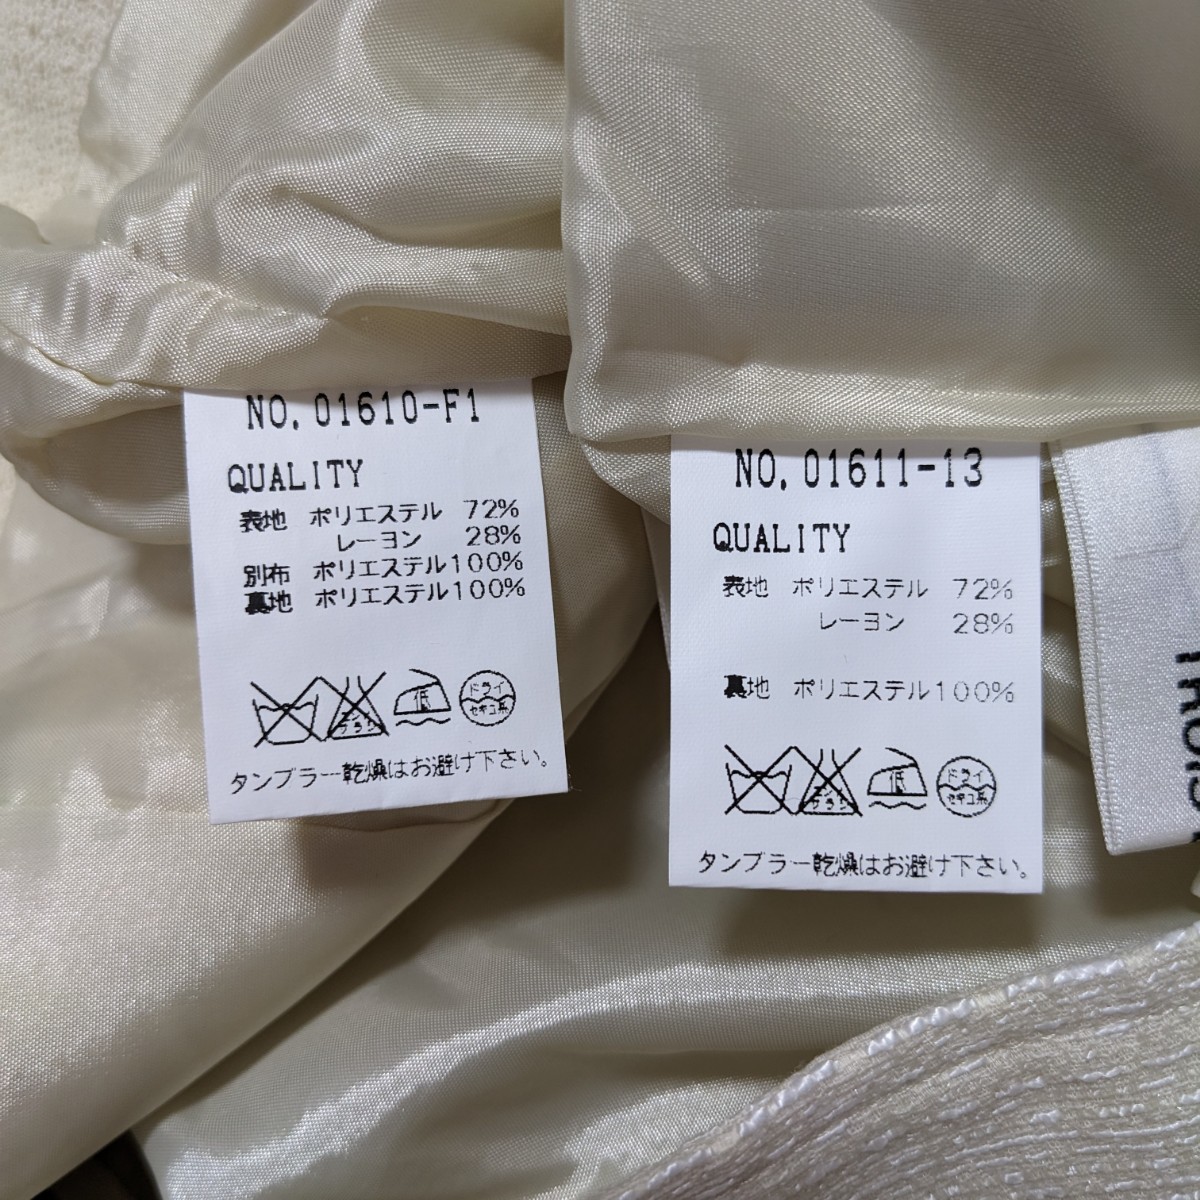 NO. 01610-F1
QUALITY
表地 ポリエステル 72%
レーヨン 28%
別布 ポリエステル100%
裏地 ポリエステル100%
低
ドライ
セキユ系
タンブラー乾燥はお避け下さい。
NO. 01611-13
QUALITY
表地 ポリエステル 72%
レーヨン 28%
裏地 ポリエステル100%
低
ドライ
セキユ系
タンブラー乾燥はお避け下さい。